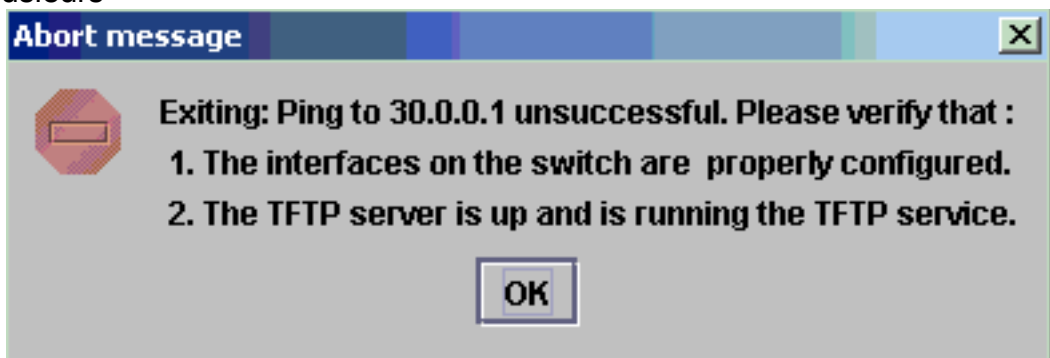 Abort message
Exiting: Ping to 30.0.0.1 unsuccessful. Please verify that :
1. The interfaces on the switch are properly configured.
2. The TFTP server is up and is running the TFTP service.
OK